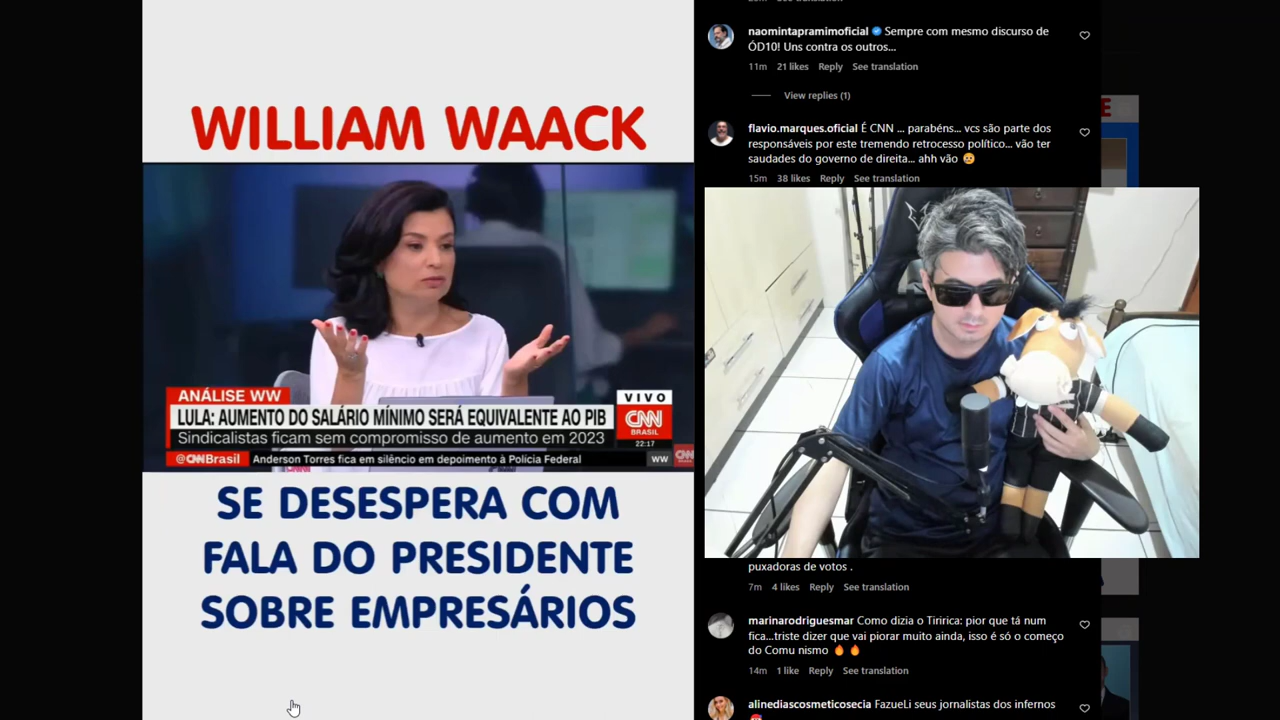 WILLIAM WAACK
ANÁLISE WW
LULA: AUMENTO DO SALÁRIO MÍNIMO SERÁ EQUIVALENTE AO PIB
Sindicalistas ficam sem compromisso de aumento em 2023
VIVO
CNN
BRASIL
22:17
@CNNBrasil
Anderson Torres fica em silêncio em depoimento à Polícia Federal
WW
CNN
SE DESESPERA COM
FALA DO PRESIDENTE
SOBRE EMPRESÁRIOS
naomintapramimoficial Sempre com mesmo discurso de
ÓD10! Uns contra os outros...
11m 21 likes Reply See translation
View replies (1)
flavio.marques.oficial É CNN ... parabéns... vcs são parte dos
responsáveis por este tremendo retrocesso político... vão ter
saudades do governo de direita... ahh vão 😢
15m 38 likes Reply See translation
puxadoras de votos .
7m 4 likes Reply See translation
marinarodriguesmar Como dizia o Tiririca: pior que tá num
fica...triste dizer que vai piorar muito ainda, isso é só o começo
do Comu nismo 🔥 🔥
14m 1 like Reply See translation
alinediascosmeticosecia FazueLi seus jornalistas dos infernos